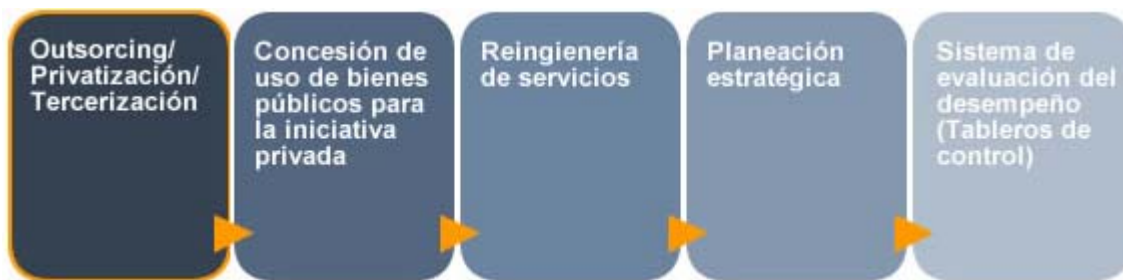 Outsorcing/
Privatización/
Tercerización
Concesión de
uso de bienes
públicos para
la iniciativa
privada
Reingienería
de servicios
Planeación
estratégica
Sistema de
evaluación del
desempeño
(Tableros de
control)